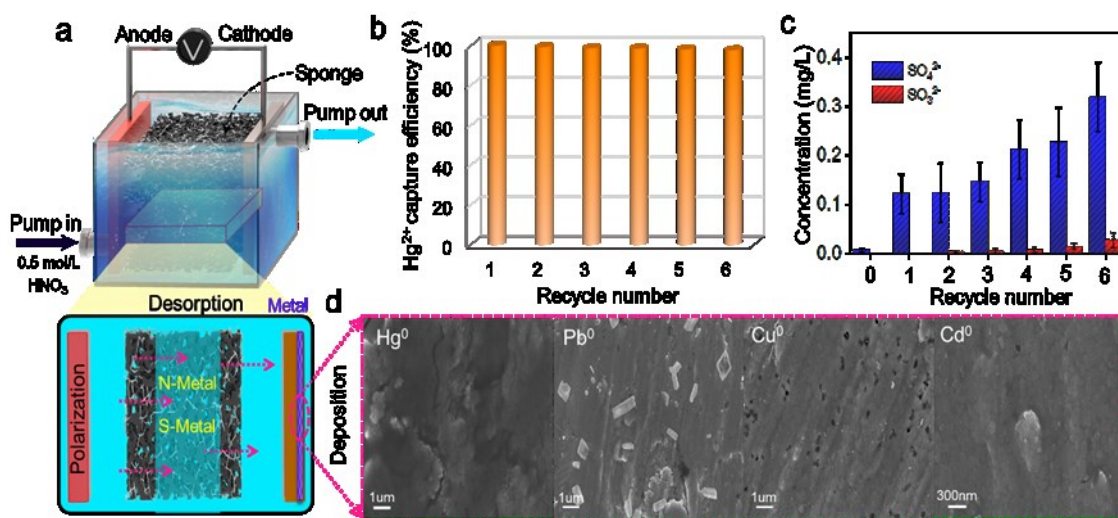 a
Anode
V
Cathode
Sponge
Pump out
Pump in
0.5 mol/L
HNO₃
Desorption
Metal
Polarization
N-Metal
S-Metal
b
Hg²⁺ capture efficiency (%)
100
80
60
40
20
0
1 2 3 4 5 6
Recycle number
c
Concentration (mg/L)
0.4
0.3
0.2
0.1
0.0
SO₄²⁻
SO₃²⁻
0 1 2 3 4 5 6
Recycle number
d
Deposition
Hg⁰
Pb⁰
Cu⁰
Cd⁰
1um
1um
1um
300nm